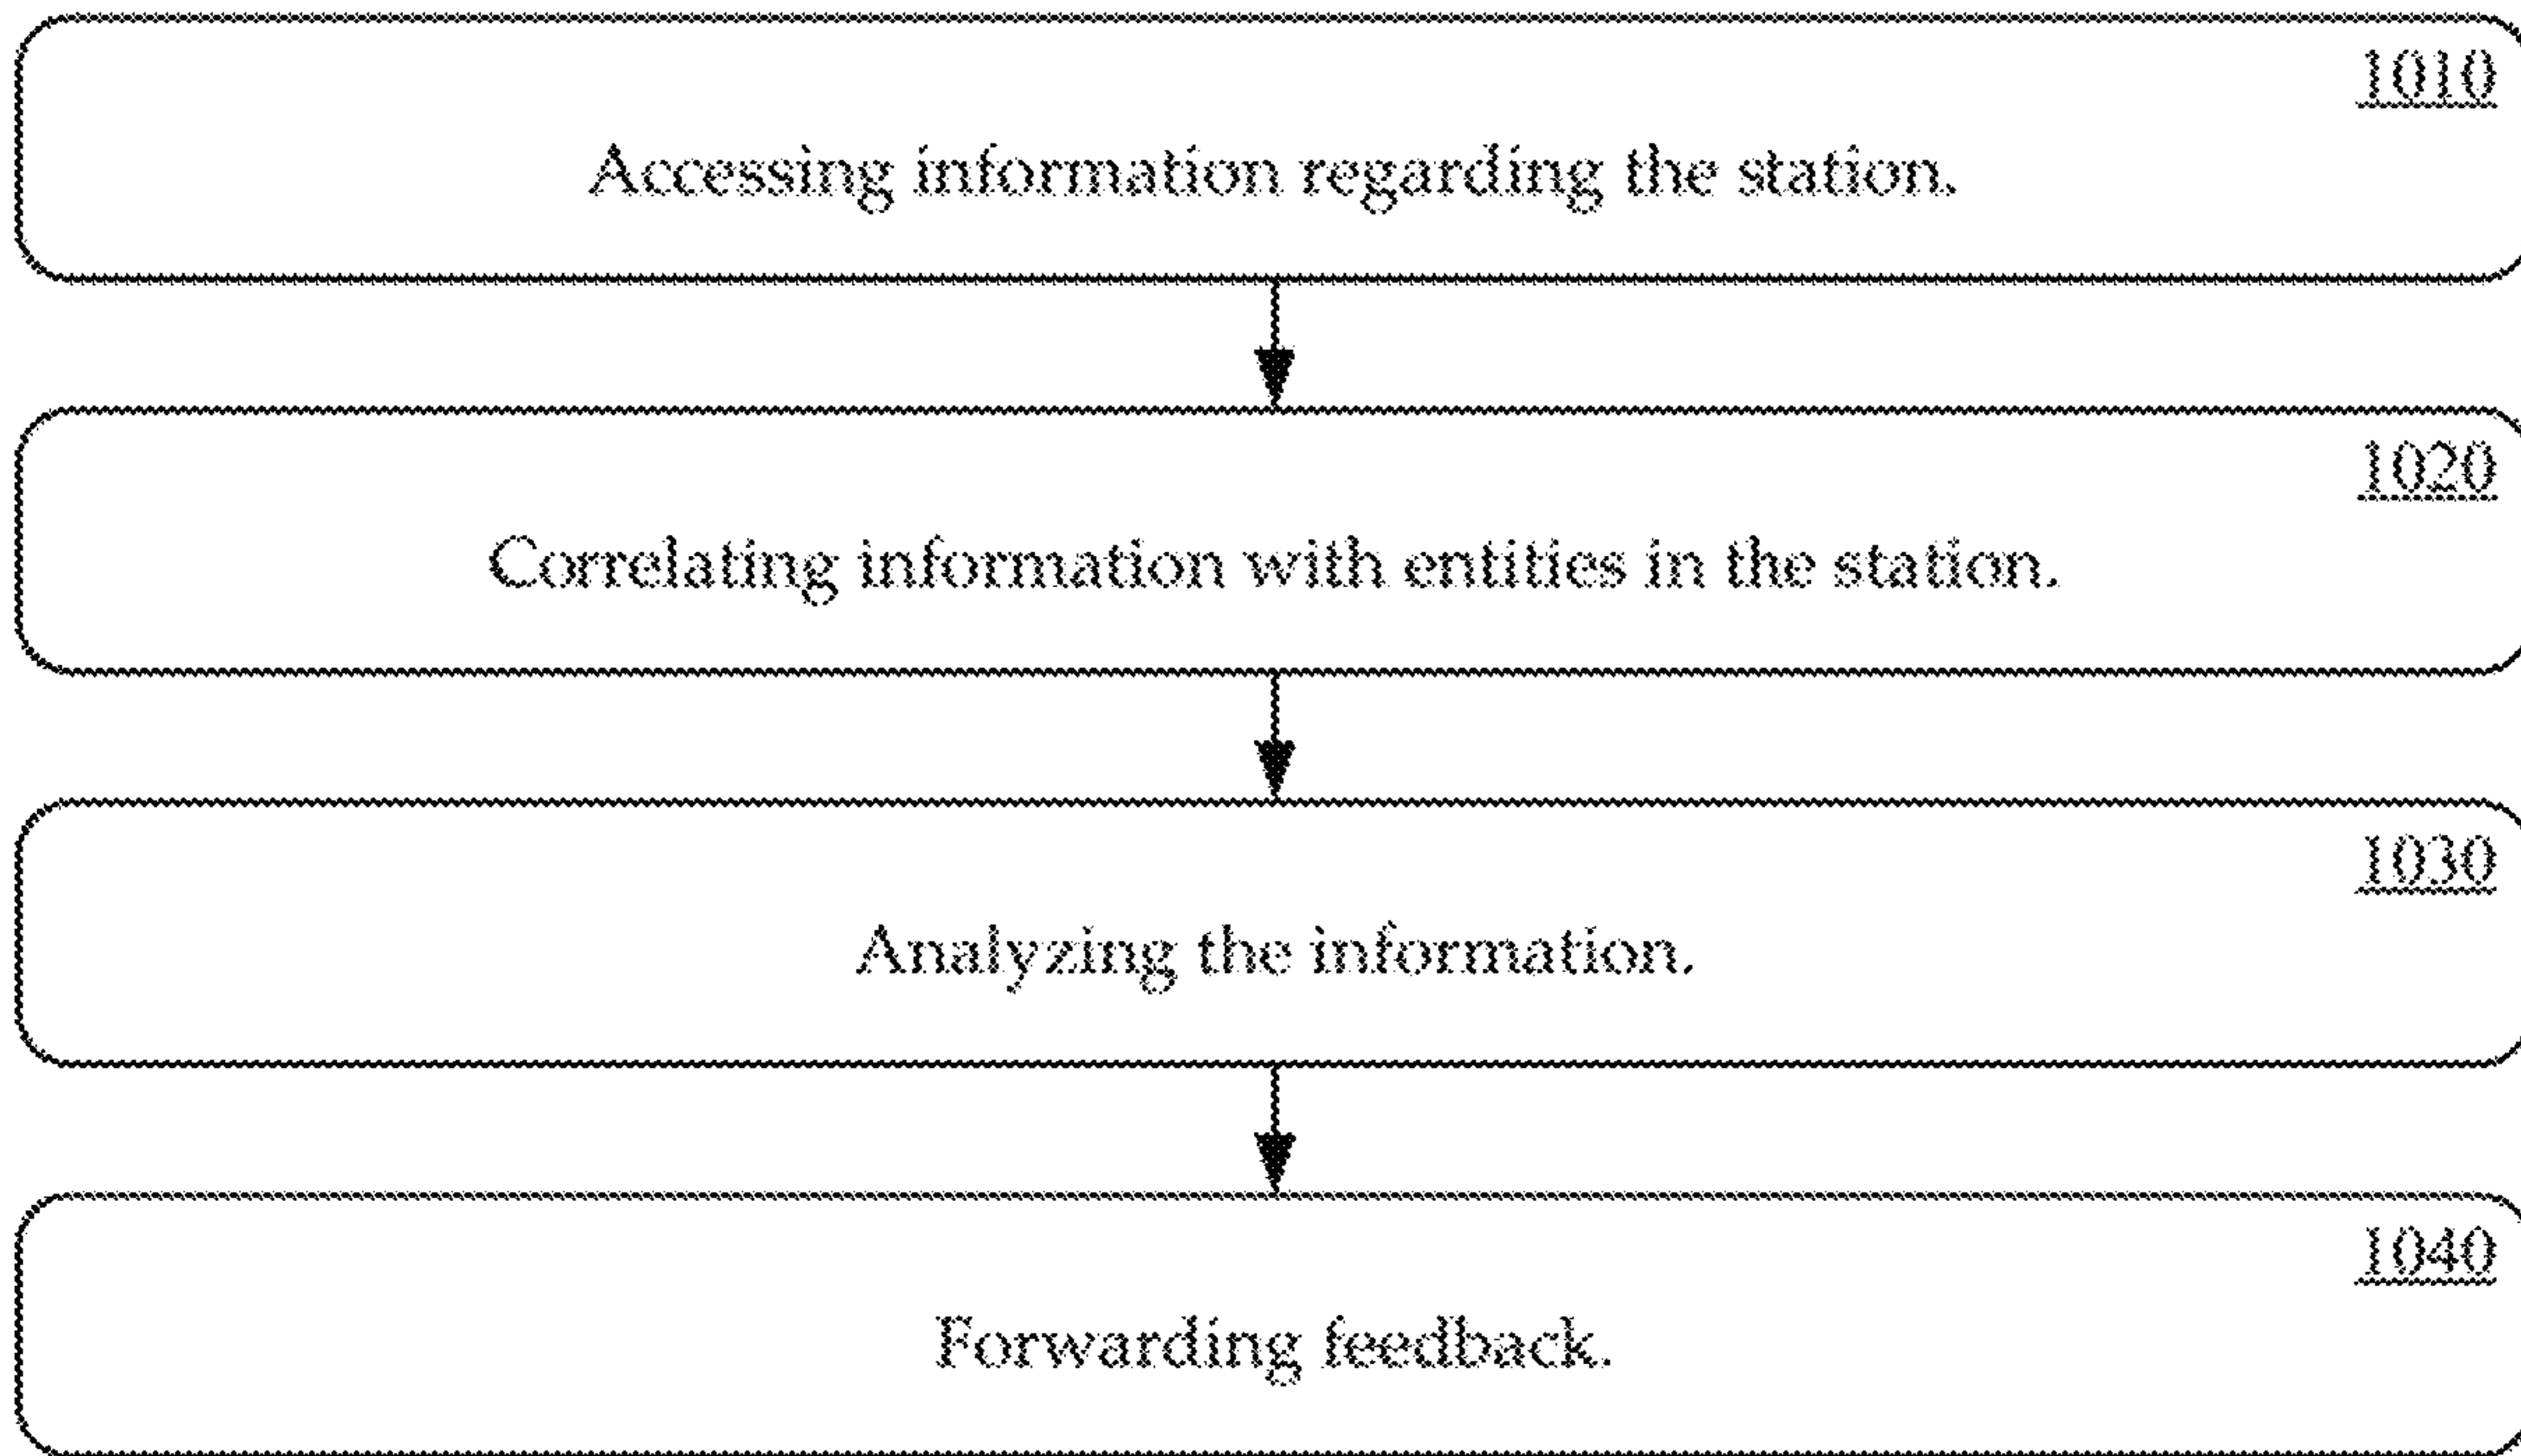 1010
Accessing information regarding the station.
1020
Correlating information with entities in the station.
1030
Analyzing the information.
1040
Forwarding feedback.